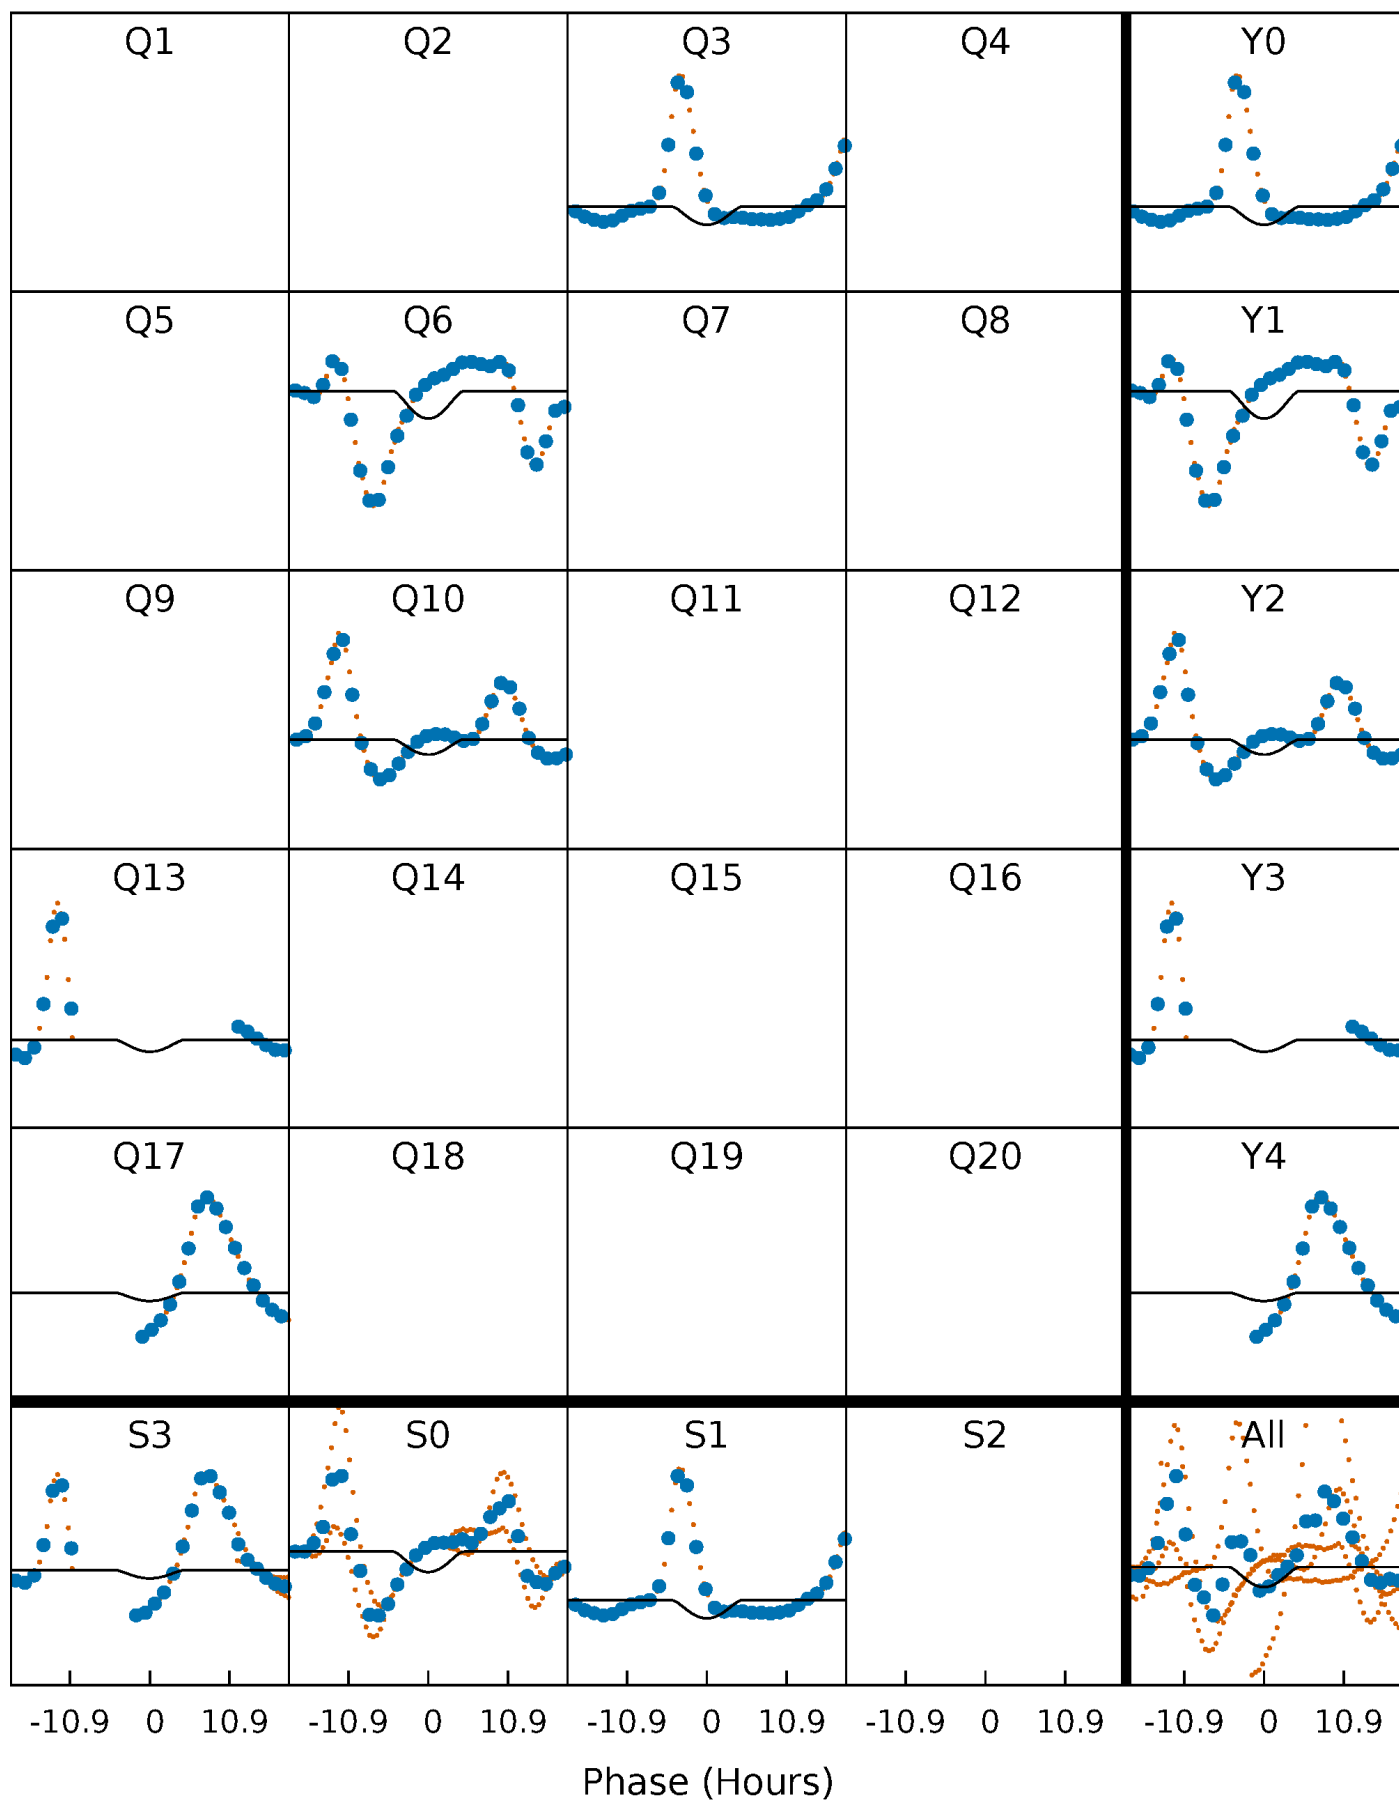 Q1 Q2 Q3 Q4 Y0
Q5 Q6 Q7 Q8 Y1
Q9 Q10 Q11 Q12 Y2
Q13 Q14 Q15 Q16 Y3
Q17 Q18 Q19 Q20 Y4
S3 S0 S1 S2 All
-10.9 0 10.9 -10.9 0 10.9 -10.9 0 10.9 -10.9 0 10.9 -10.9 0 10.9
Phase (Hours)